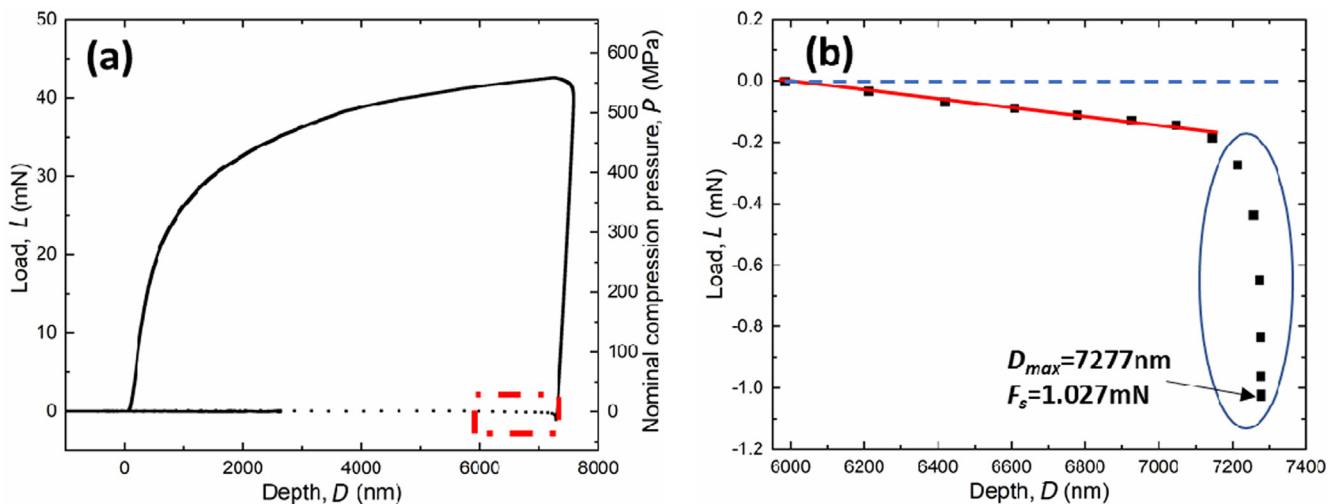 (a)
Load, L (mN)
50
40
30
20
10
0
Nominal compression pressure, P (MPa)
600
500
400
300
200
100
0
0 2000 4000 6000 8000
Depth, D (nm)
(b)
Load, L (mN)
0.2
0.0
-0.2
-0.4
-0.6
-0.8
-1.0
-1.2
Dmax=7277nm
Fs=1.027mN
6000 6200 6400 6600 6800 7000 7200 7400
Depth, D (nm)